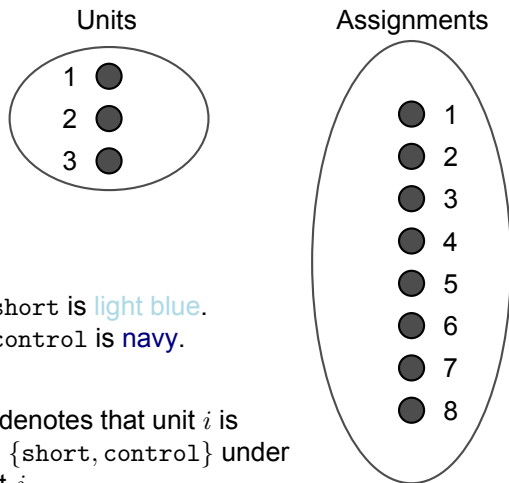 Units
Assignments
1
2
3
1
2
3
4
5
6
7
8
short is light blue.
control is navy.
denotes that unit i is
{short, control} under